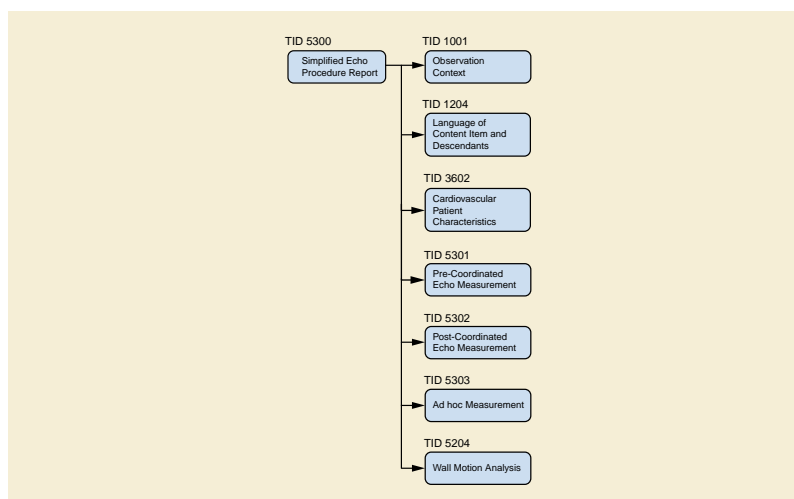 TID 5300
Simplified Echo
Procedure Report
TID 1001
Observation
Context
TID 1204
Language of
Content Item and
Descendants
TID 3602
Cardiovascular
Patient
Characteristics
TID 5301
Pre-Coordinated
Echo Measurement
TID 5302
Post-Coordinated
Echo Measurement
TID 5303
Ad hoc Measurement
TID 5204
Wall Motion Analysis